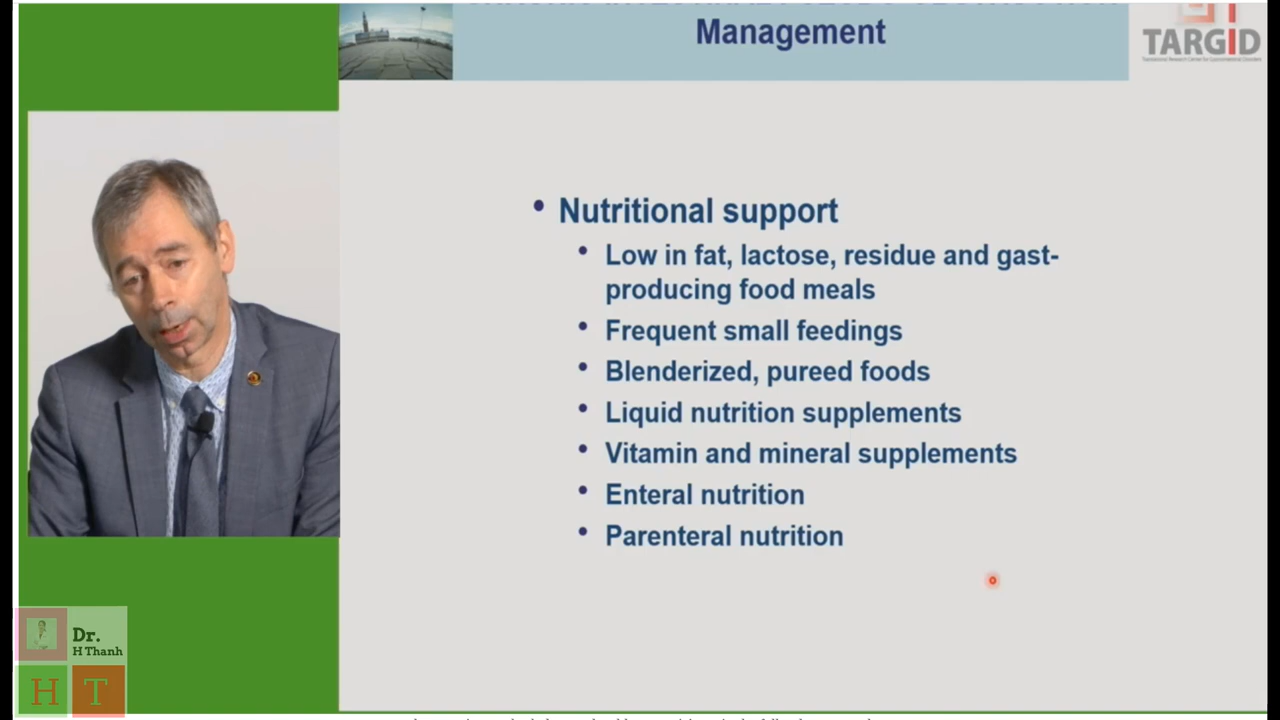 Management
TARGID
• Nutritional support
• Low in fat, lactose, residue and gast-
producing food meals
• Frequent small feedings
• Blenderized, pureed foods
• Liquid nutrition supplements
• Vitamin and mineral supplements
• Enteral nutrition
• Parenteral nutrition
Dr.
H Thanh
H T